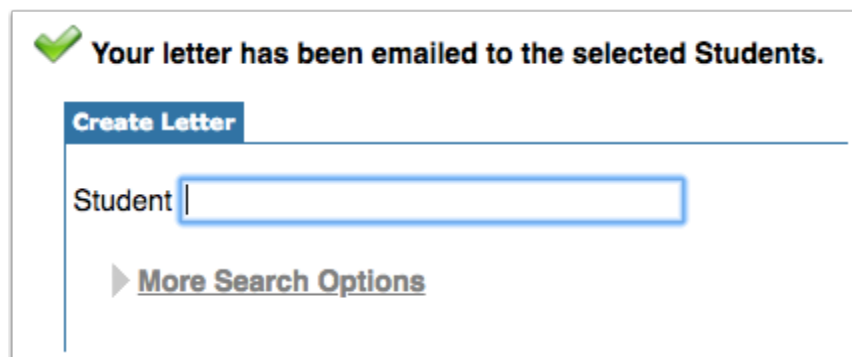 Your letter has been emailed to the selected Students.
Create Letter
Student
More Search Options